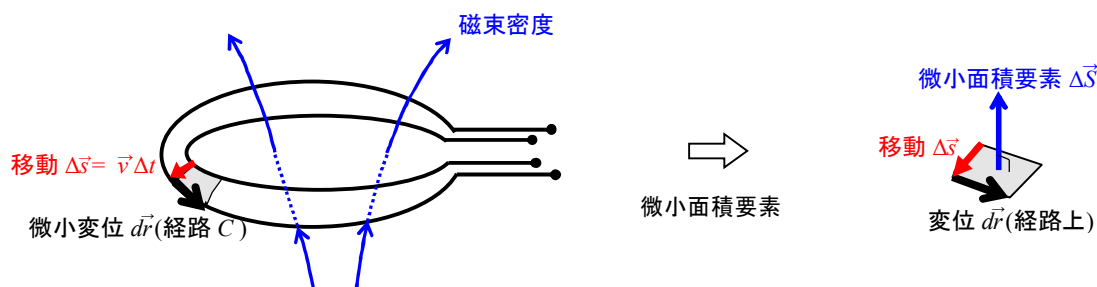 磁束密度
移動 Δs⃗ = v⃗ Δt
微小変位 dr⃗(経路 C )
微小面積要素
微小面積要素 ΔS⃗
移動 Δs⃗
変位 dr⃗(経路上)